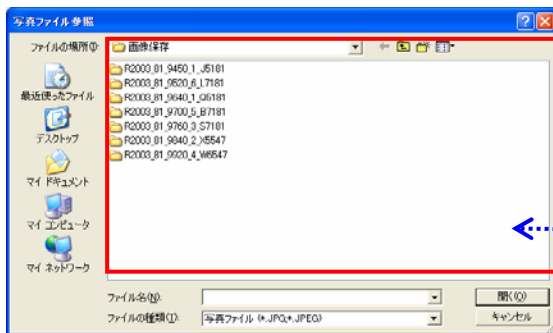 写真ファイル参照
ファイルの場所(I):
画像保存
R2003_81_9450_1_J5181
R2003_81_9520_6_L7181
R2003_81_9640_1_Q6181
R2003_81_9700_5_B7181
R2003_81_9760_3_S7181
R2003_81_9840_2_X5547
R2003_81_9920_4_W6547
最近使ったファイル
デスクトップ
マイ ドキュメント
マイ コンピュータ
マイ ネットワーク
ファイル名(N):
開く(O)
ファイルの種類(T):
写真ファイル (*.JPG,*.JPEG)
キャンセル